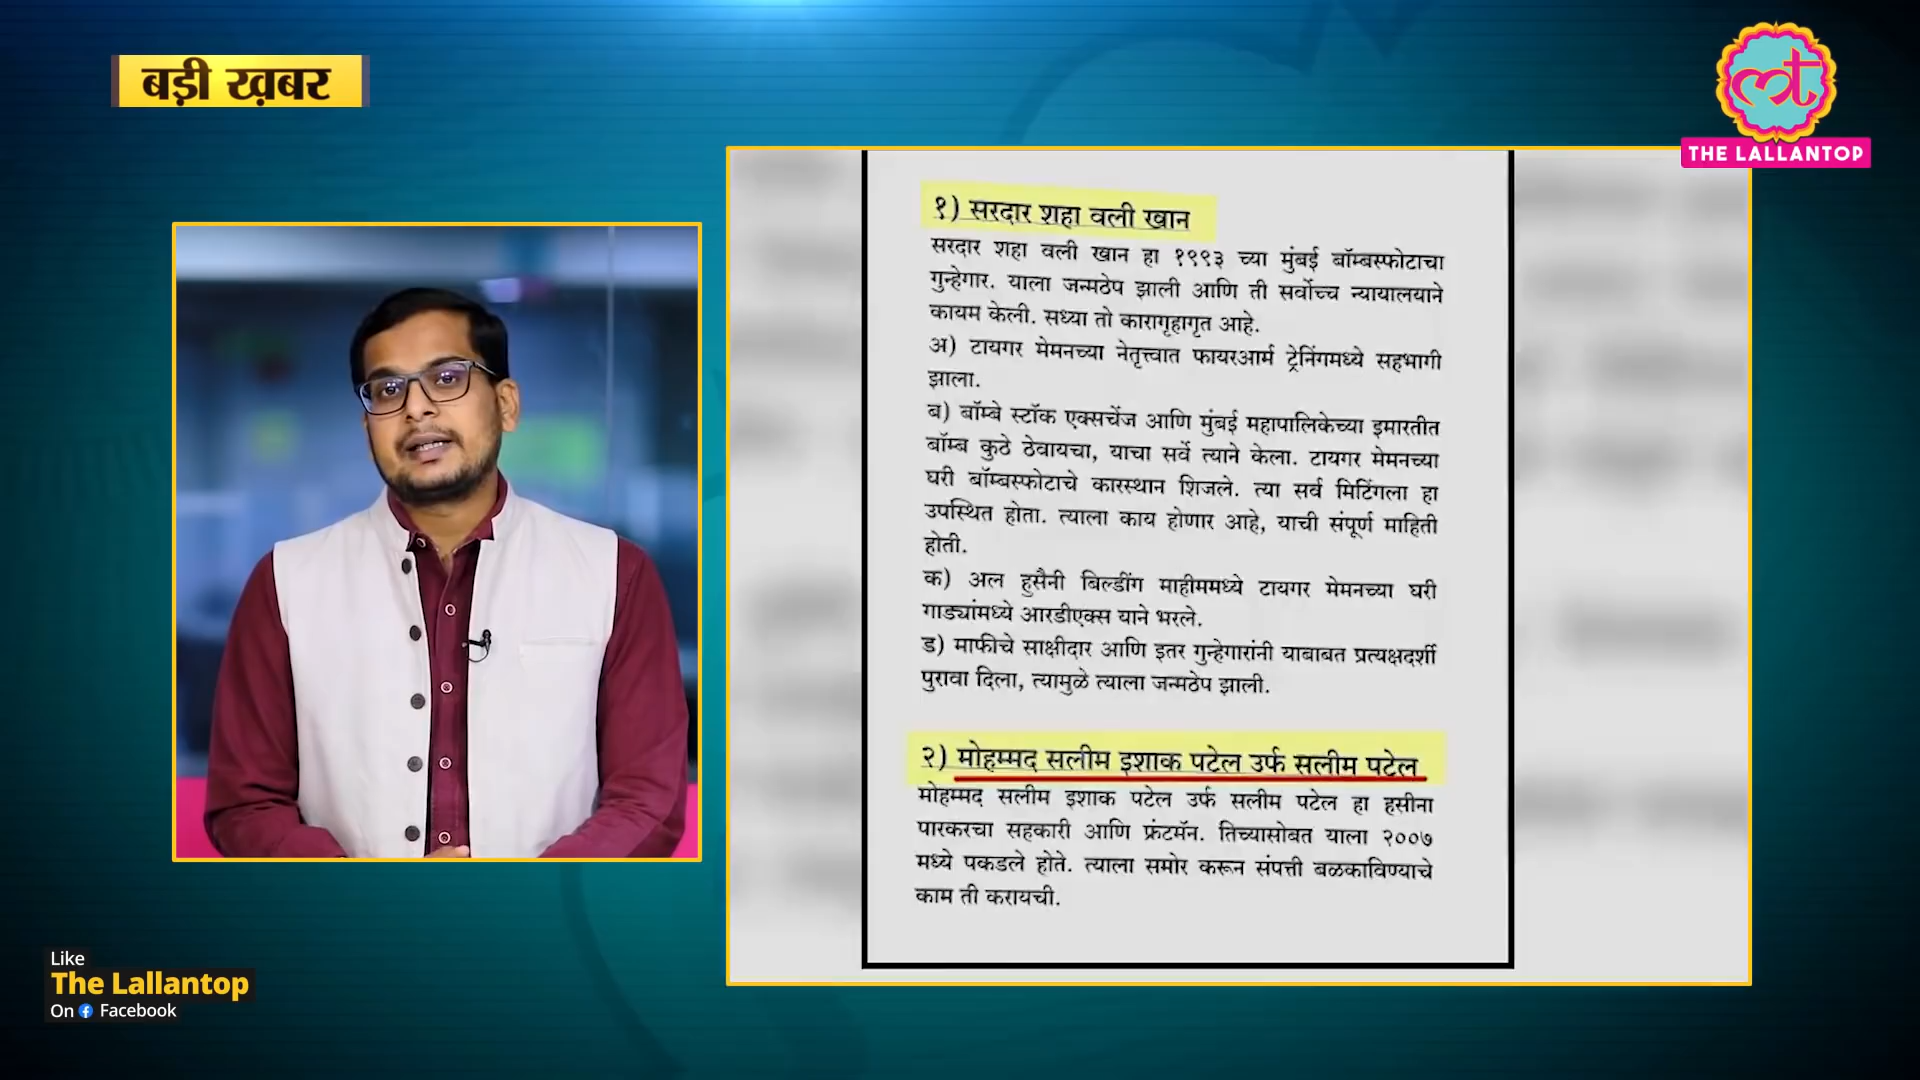 बड़ी ख़बर
THE LALLANTOP
१) सरदार शहा वली खान
सरदार शहा वली खान हा १९९३ च्या मुंबई बॉम्बस्फोटाचा
गुन्हेगार. याला जन्मठेप झाली आणि ती सर्वोच्च न्यायालयाने
कायम केली. सध्या तो कारागृहागृत आहे.
अ) टायगर मेमनच्या नेतृत्त्वात फायरआर्म ट्रेनिंगमध्ये सहभागी
झाला.
ब) बॉम्बे स्टॉक एक्सचेंज आणि मुंबई महापालिकेच्या इमारतीत
बॉम्ब कुठे ठेवायचा, याचा सर्वे त्याने केला. टायगर मेमनच्या
घरी बॉम्बस्फोटाचे कारस्थान शिजले. त्या सर्व मिटिंगला हा
उपस्थित होता. त्याला काय होणार आहे, याची संपूर्ण माहिती
होती.
क) अल हुसैनी बिल्डींग माहीममध्ये टायगर मेमनच्या घरी
गाड्यांमध्ये आरडीएक्स याने भरले.
ड) माफीचे साक्षीदार आणि इतर गुन्हेगारांनी याबाबत प्रत्यक्षदर्शी
पुरावा दिला, त्यामुळे त्याला जन्मठेप झाली.
२) मोहम्मद सलीम इशाक पटेल उर्फ सलीम पटेल
मोहम्मद सलीम इशाक पटेल उर्फ सलीम पटेल हा हसीना
पारकरचा सहकारी आणि फ्रंटमॅन. तिच्यासोबत याला २००७
मध्ये पकडले होते. त्याला समोर करून संपत्ती बळकाविण्याचे
काम ती करायची.
Like
The Lallantop
On Facebook